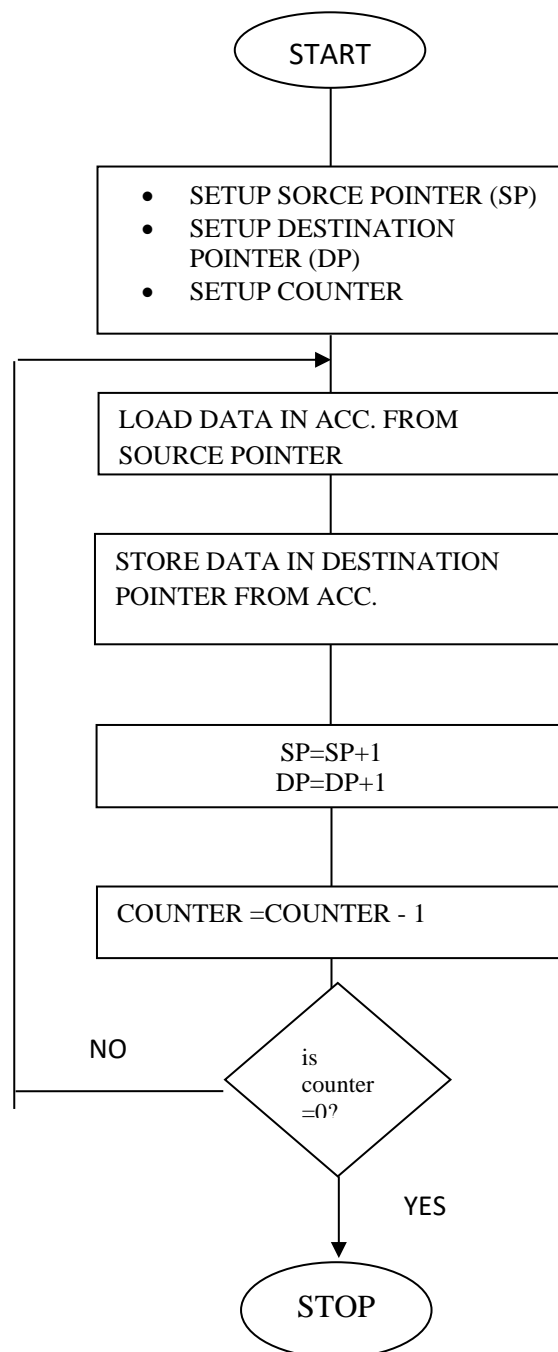 START
• SETUP SORCE POINTER (SP)
• SETUP DESTINATION
POINTER (DP)
• SETUP COUNTER
LOAD DATA IN ACC. FROM
SOURCE POINTER
STORE DATA IN DESTINATION
POINTER FROM ACC.
SP=SP+1
DP=DP+1
COUNTER =COUNTER - 1
NO
is
counter
=0?
YES
STOP